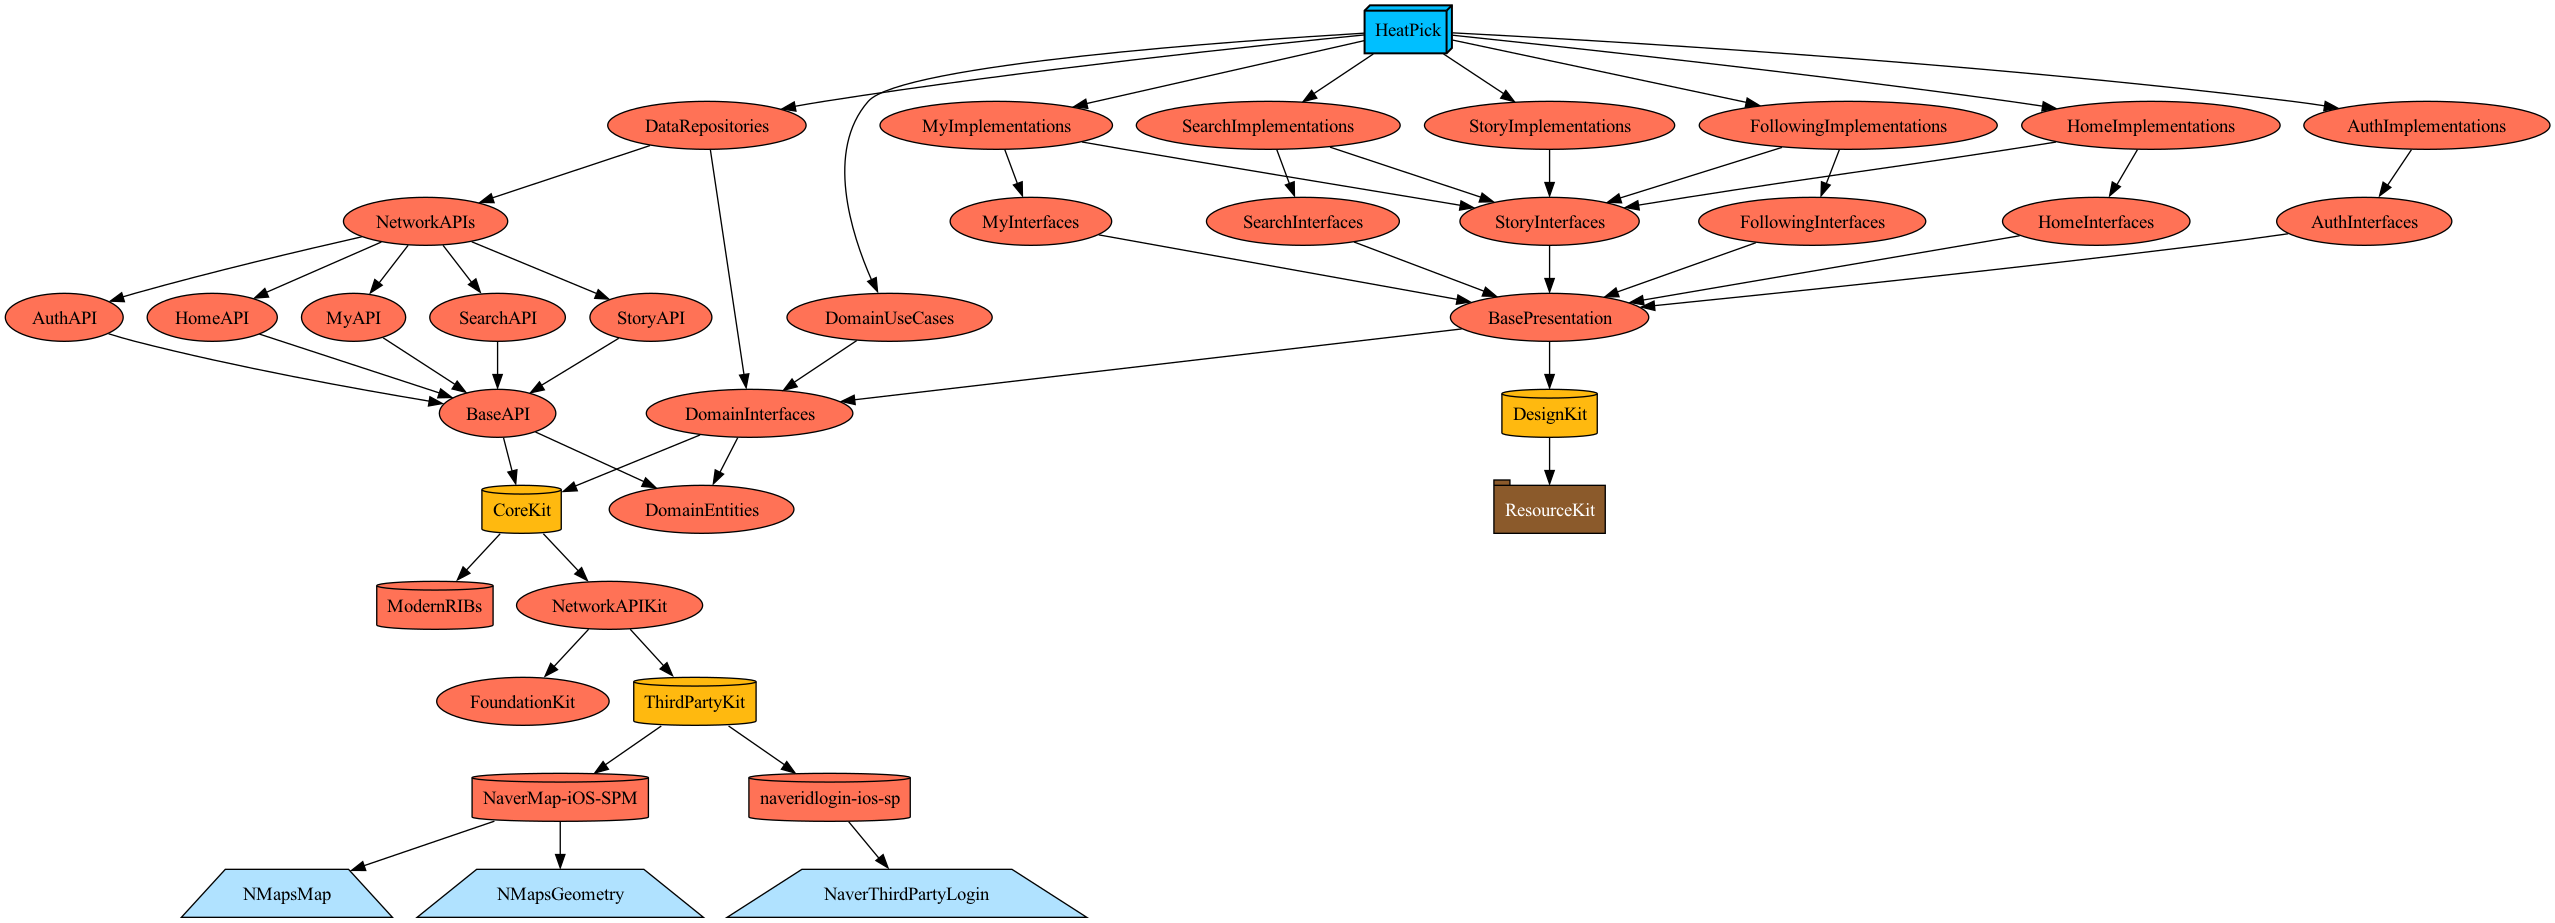 HeatPick
DataRepositories
MyImplementations
SearchImplementations
StoryImplementations
FollowingImplementations
HomeImplementations
AuthImplementations
NetworkAPIs
MyInterfaces
SearchInterfaces
StoryInterfaces
FollowingInterfaces
HomeInterfaces
AuthInterfaces
AuthAPI
HomeAPI
MyAPI
SearchAPI
StoryAPI
DomainUseCases
BasePresentation
BaseAPI
DomainInterfaces
DesignKit
CoreKit
DomainEntities
ResourceKit
ModernRIBs
NetworkAPIKit
FoundationKit
ThirdPartyKit
NaverMap-iOS-SPM
naveridlogin-ios-sp
NMapsMap
NMapsGeometry
NaverThirdPartyLogin